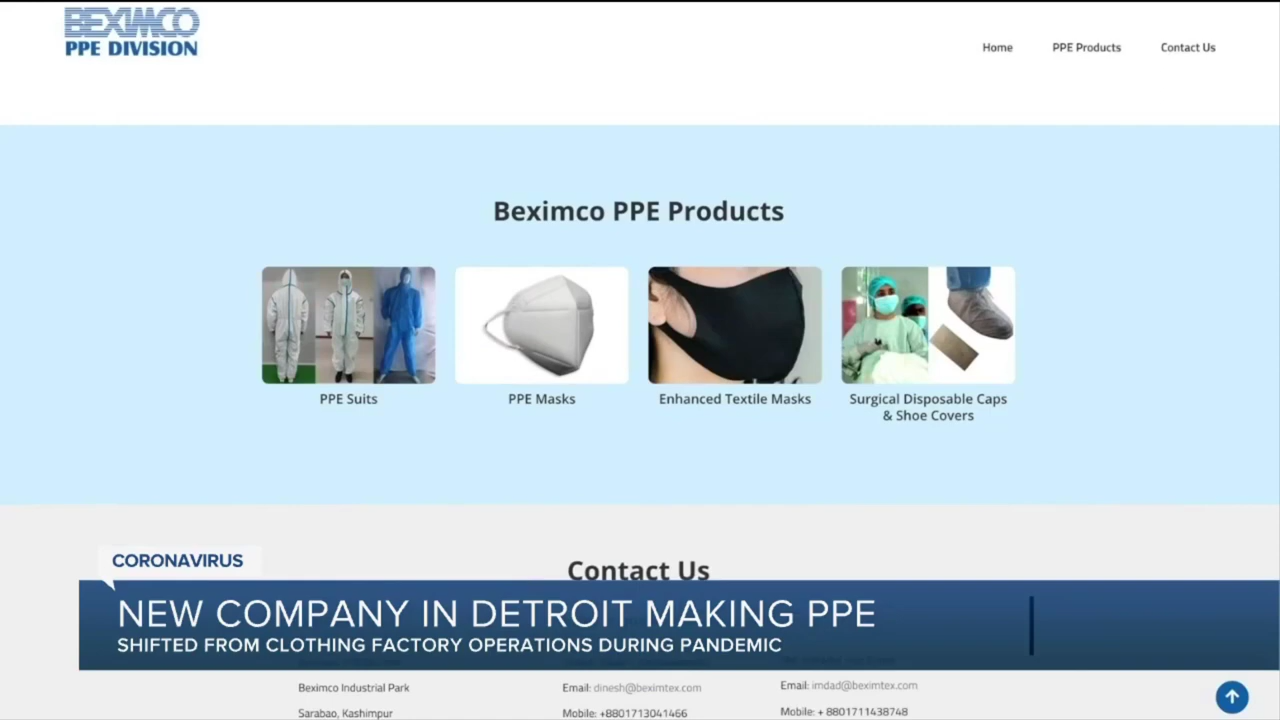 BEXIMCO
PPE DIVISION
Home
PPE Products
Contact Us
Beximco PPE Products
PPE Suits
PPE Masks
Enhanced Textile Masks
Surgical Disposable Caps
& Shoe Covers
Contact Us
CORONAVIRUS
NEW COMPANY IN DETROIT MAKING PPE
SHIFTED FROM CLOTHING FACTORY OPERATIONS DURING PANDEMIC
Beximco Industrial Park
Sarabao, Kashimpur
Email: dinesh@beximtex.com
Mobile: +8801713041466
Email: imdad@beximtex.com
Mobile: + 8801711438748